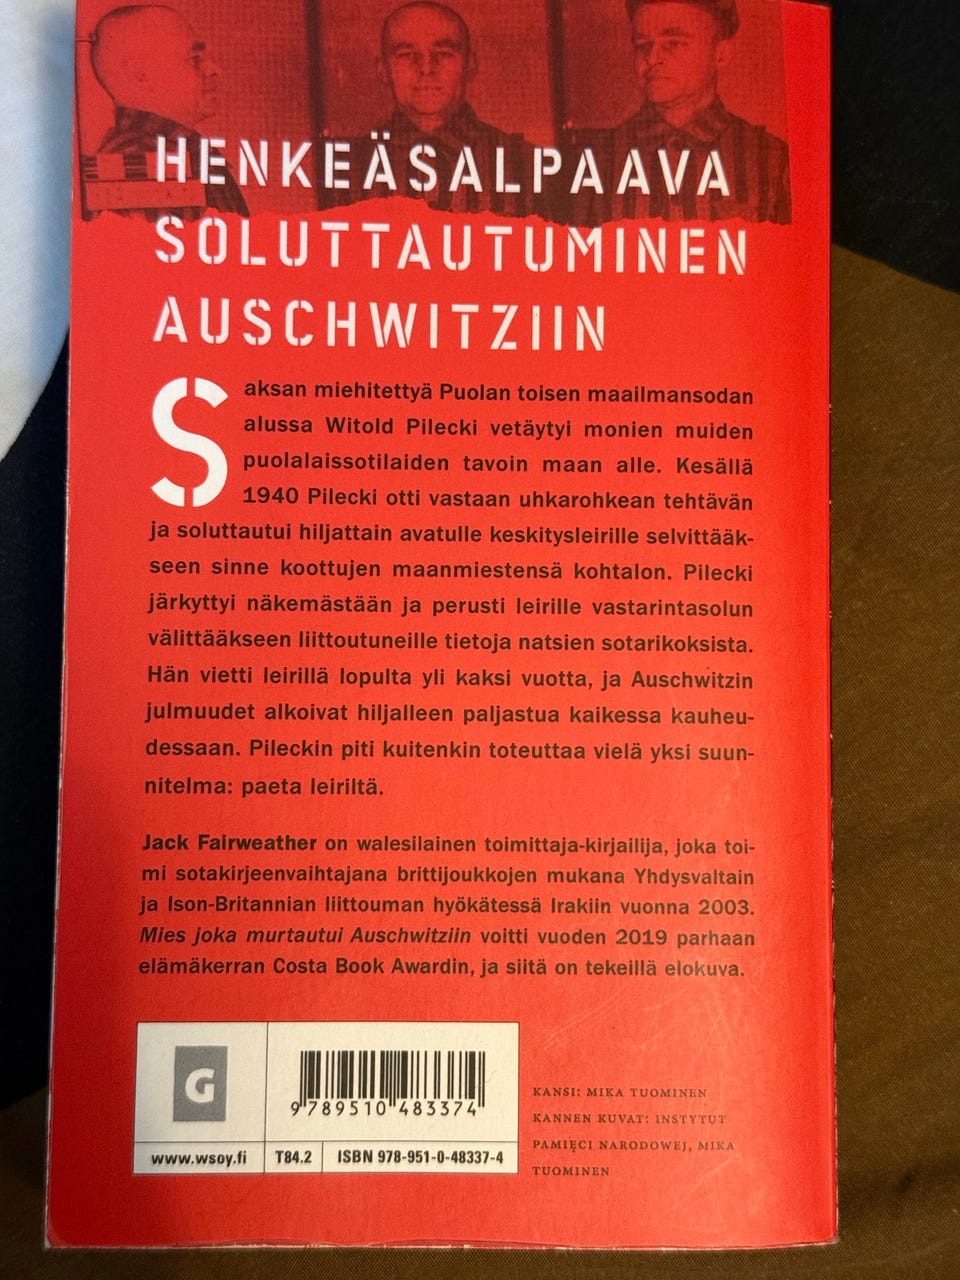 HENKEÄSALPAAVA
SOLUTTAUTUMINEN
AUSCHWITZIIN
Saksan miehitettyä Puolan toisen maailmansodan
alussa Witold Pilecki vetäytyi monien muiden
puolalaissotilaiden tavoin maan alle. Kesällä
1940 Pilecki otti vastaan uhkarohkean tehtävän
ja soluttautui hiljattain avatulle keskitysleirille selvittääk-
seen sinne koottujen maanmiestensä kohtalon. Pilecki
järkyttyi näkemästään ja perusti leirille vastarintasolun
välittääkseen liittoutuneille tietoja natsien sotarikoksista.
Hän vietti leirillä lopulta yli kaksi vuotta, ja Auschwitzin
julmuudet alkoivat hiljalleen paljastua kaikessa kauheu-
dessaan. Pileckin piti kuitenkin toteuttaa vielä yksi suun-
nitelma: paeta leiriltä.
Jack Fairweather on walesilainen toimittaja-kirjailija, joka toi-
mi sotakirjeenvaihtajana brittijoukkojen mukana Yhdysvaltain
ja Ison-Britannian liittouman hyökätessä Irakiin vuonna 2003.
Mies joka murtautui Auschwitziin voitti vuoden 2019 parhaan
elämäkerran Costa Book Awardin, ja siitä on tekeillä elokuva.
G
9 789510 483374
www.wsoy.fi T84.2 ISBN 978-951-0-48337-4
KANSI: MIKA TUOMINEN
KANNEN KUVAT: INSTYTUT
PAMIĘCI NARODOWEJ, MIKA
TUOMINEN